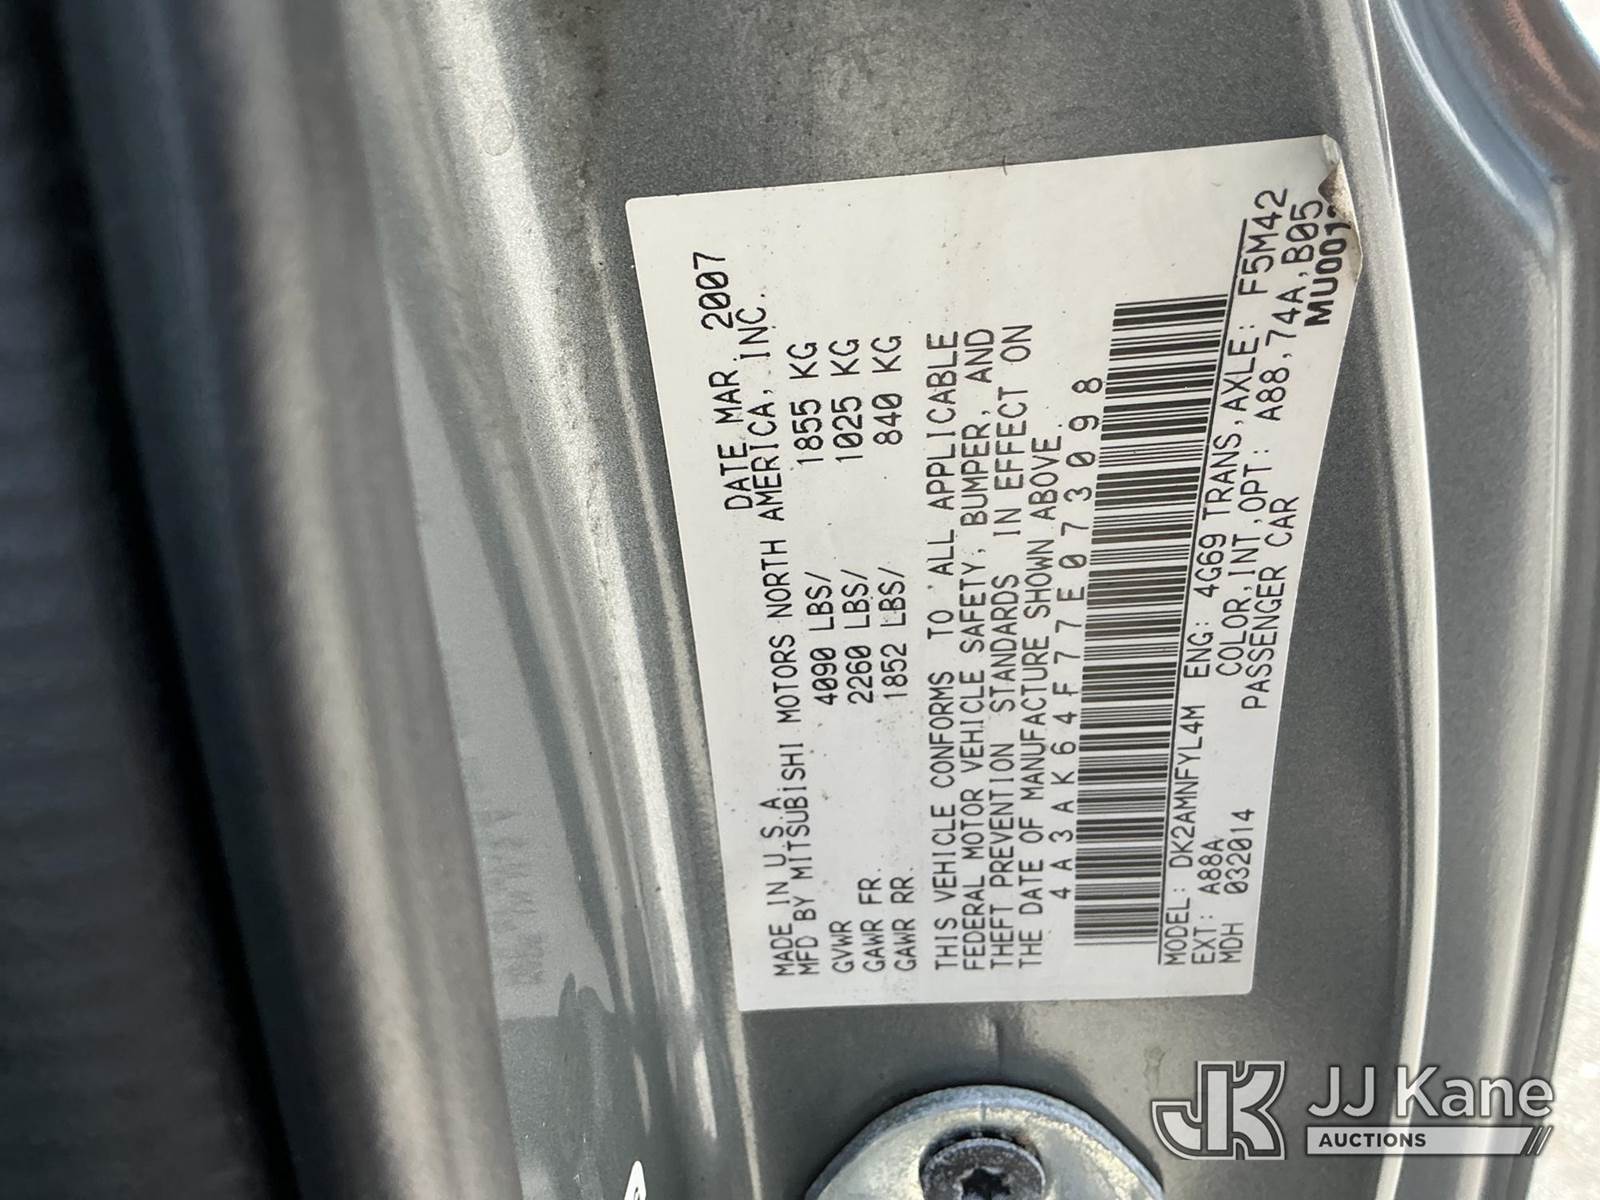 DATE MAR. 2007
MADE IN U.S.A
MFD BY MITSUBISHI MOTORS NORTH AMERICA, INC.
GVWR 4090 LBS/ 1855 KG
GAWR FR. 2260 LBS/ 1025 KG
GAWR RR. 1852 LBS/ 840 KG
THIS VEHICLE CONFORMS TO ALL APPLICABLE
FEDERAL MOTOR VEHICLE SAFETY, BUMPER, AND
THEFT PREVENTION STANDARDS IN EFFECT ON
THE DATE OF MANUFACTURE SHOWN ABOVE.
4A3AK64F77E073098
MODEL: DK2AMNFYL4M ENG: 4G69 TRANS,AXLE: F5M42
EXT: A88A COLOR,INT,OPT: A88,74A,B05
MDH 032014 PASSENGER CAR
JK JJ Kane
AUCTIONS